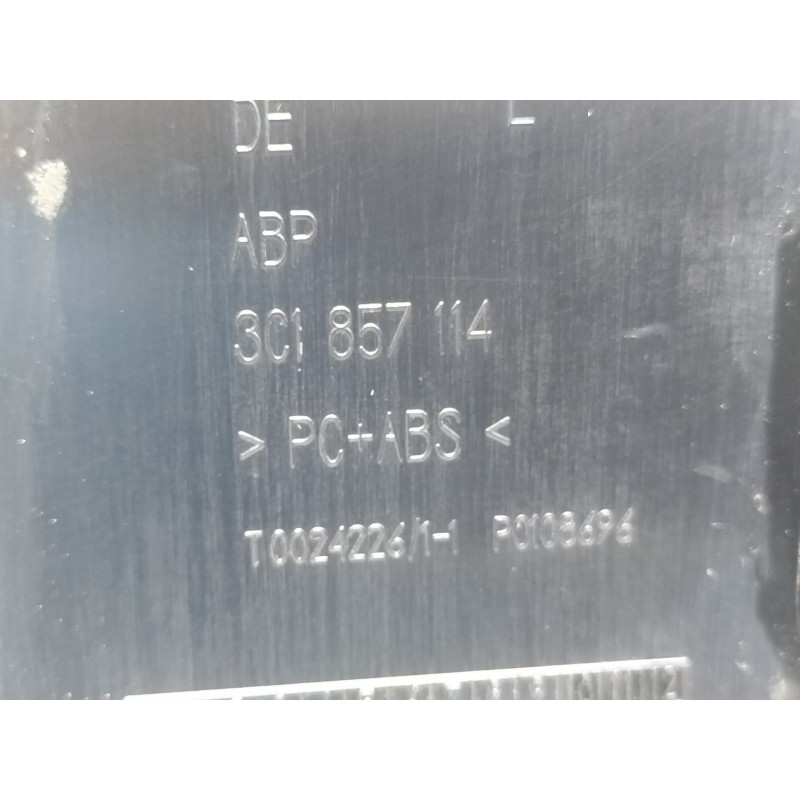 DE L
ABP
3C1 857 114
> PC+ABS <
T0024226/1-1 P0108696